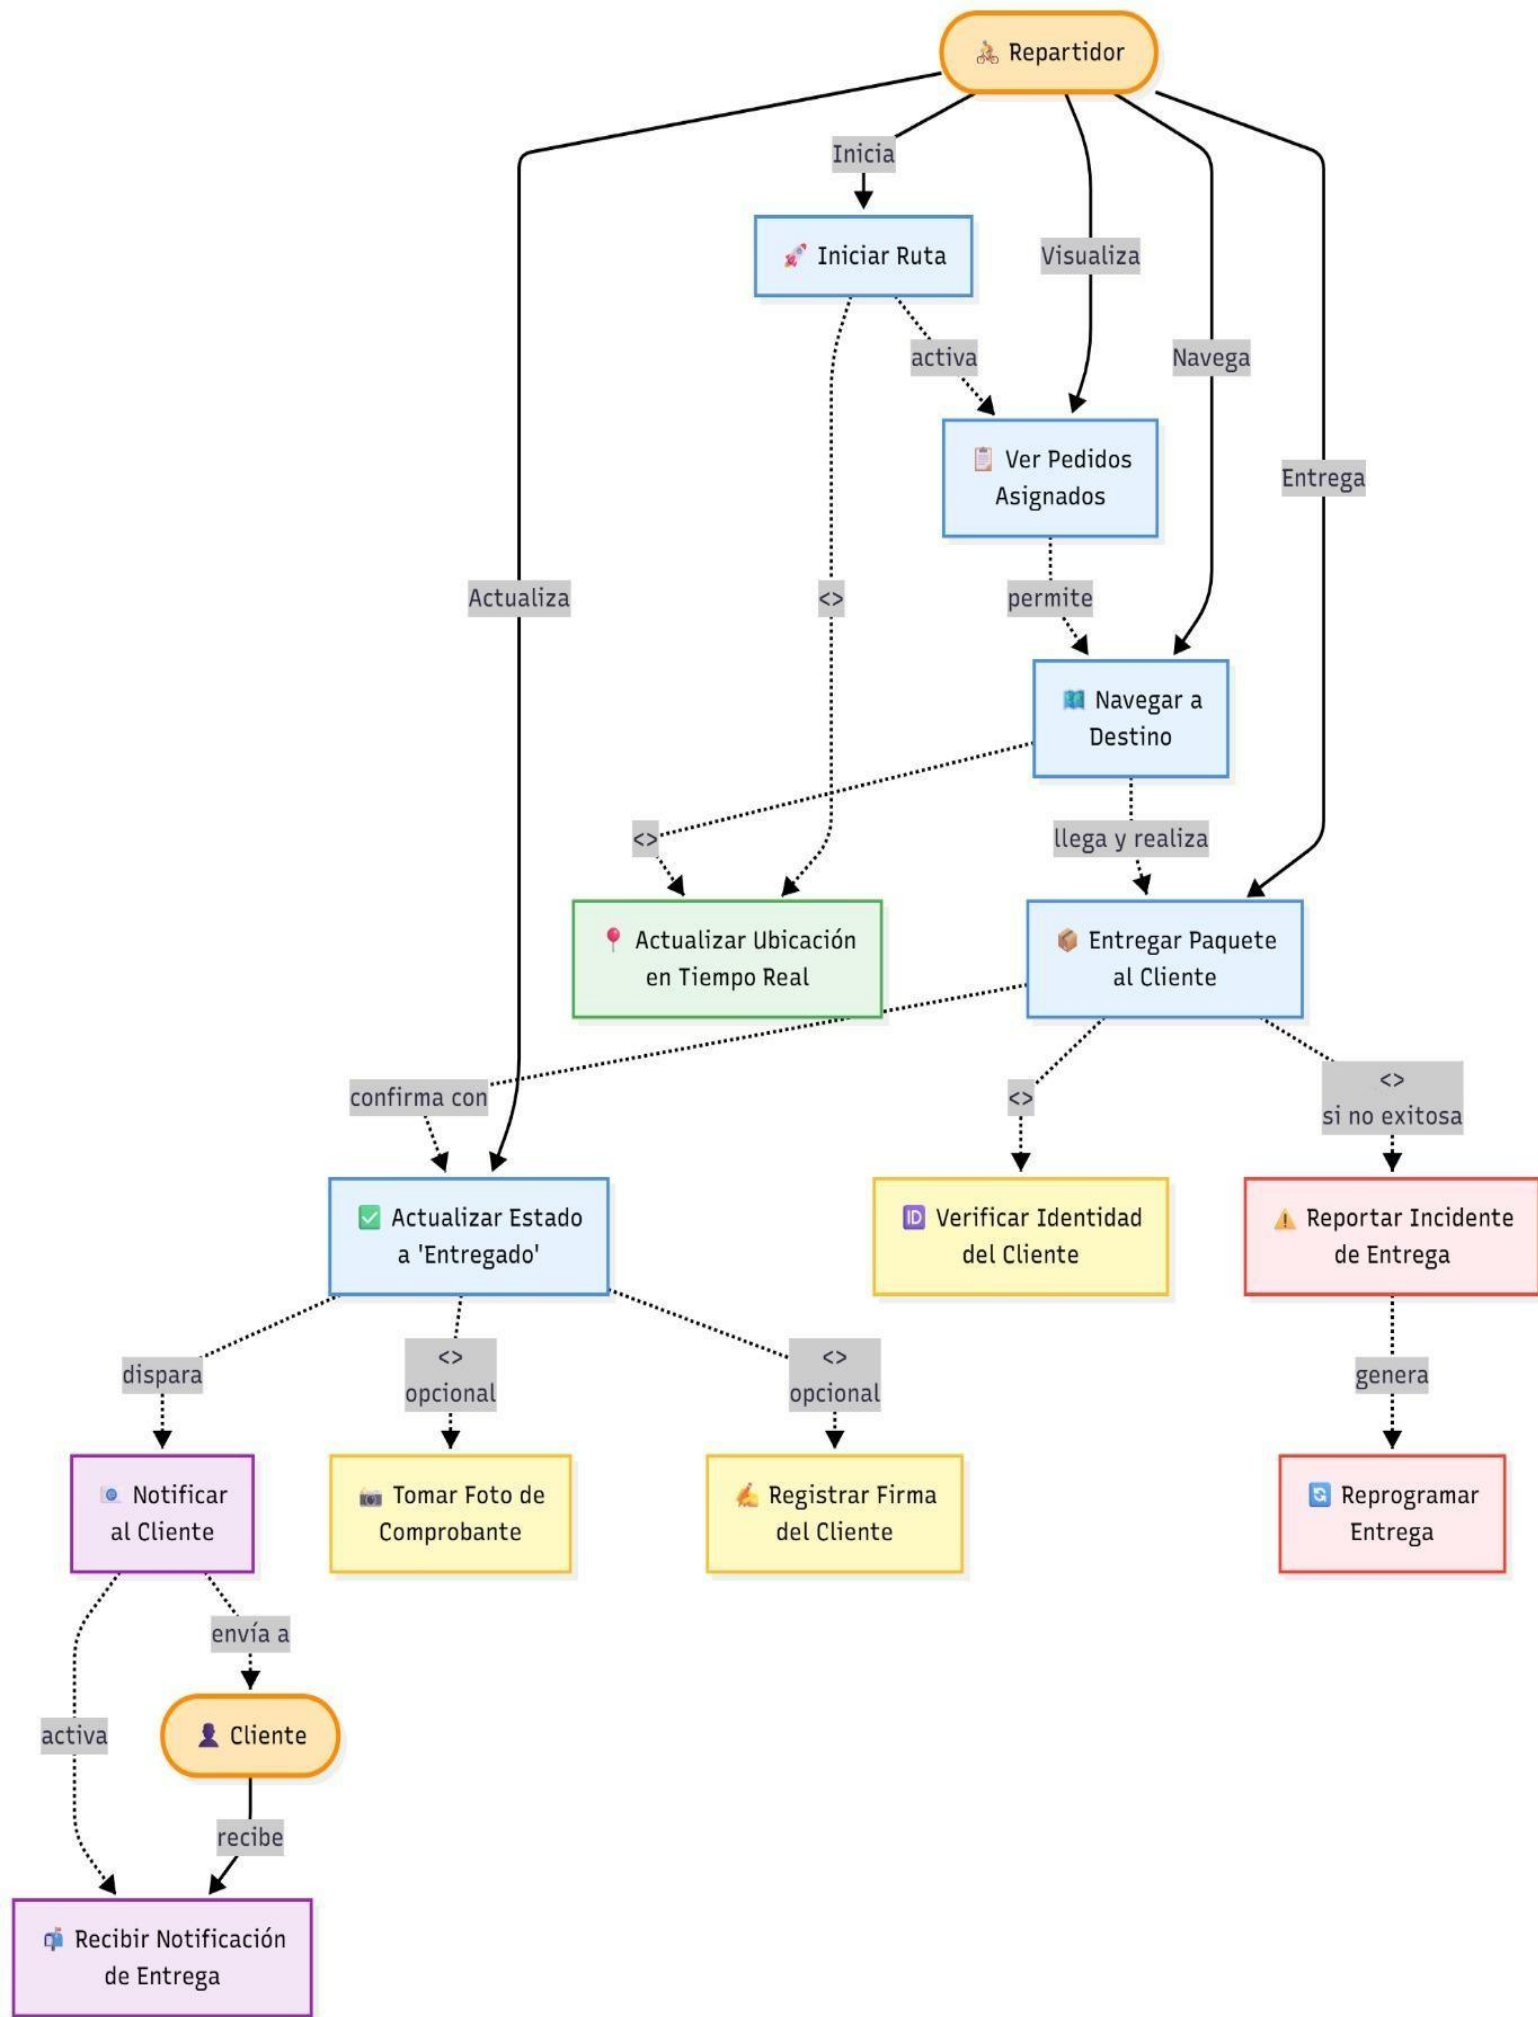 Repartidor
Inicia
Iniciar Ruta
Visualiza
activa
Navega
Ver Pedidos
Asignados
Entrega
Actualiza
<>
permite
Navegar a
Destino
<>
llega y realiza
Actualizar Ubicación
en Tiempo Real
Entregar Paquete
al Cliente
confirma con
<>
<>
si no exitosa
Actualizar Estado
a 'Entregado'
Verificar Identidad
del Cliente
Reportar Incidente
de Entrega
dispara
<>
opcional
<>
opcional
genera
Notificar
al Cliente
Tomar Foto de
Comprobante
Registrar Firma
del Cliente
Reprogramar
Entrega
envía a
activa
Cliente
recibe
Recibir Notificación
de Entrega